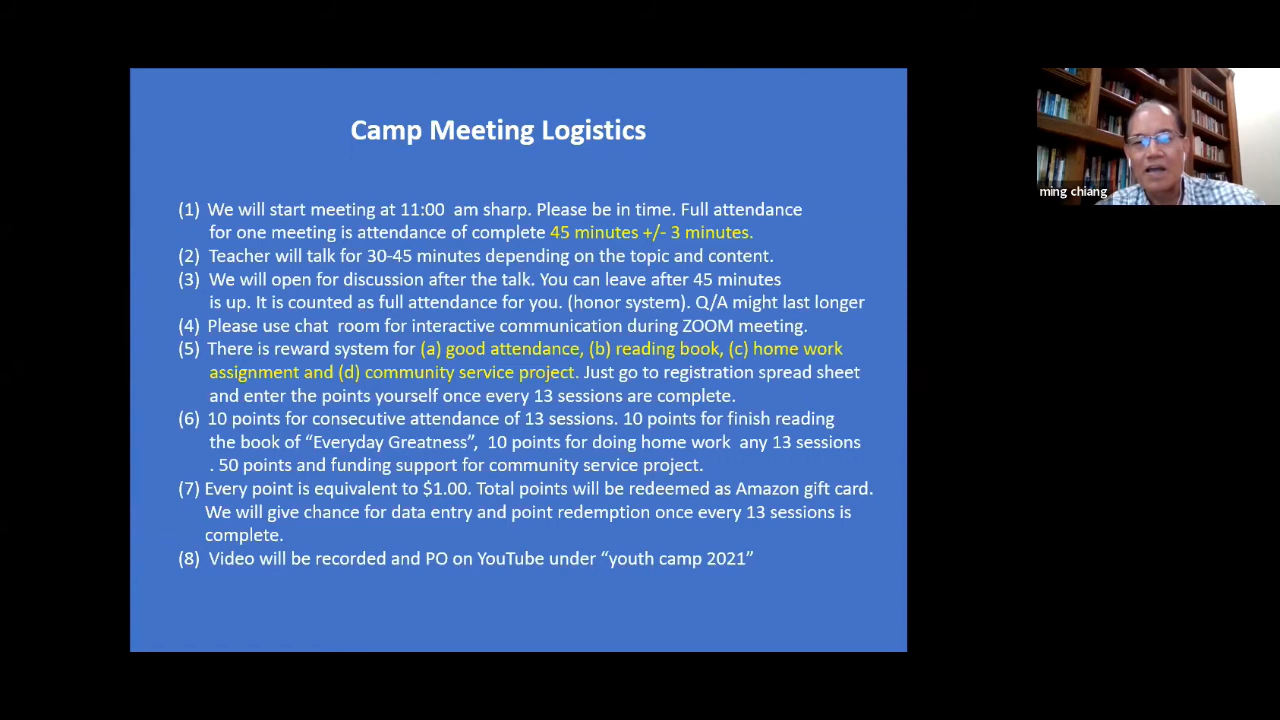 Camp Meeting Logistics
(1) We will start meeting at 11:00 am sharp. Please be in time. Full attendance
for one meeting is attendance of complete 45 minutes +/- 3 minutes.
(2) Teacher will talk for 30-45 minutes depending on the topic and content.
(3) We will open for discussion after the talk. You can leave after 45 minutes
is up. It is counted as full attendance for you. (honor system). Q/A might last longer
(4) Please use chat room for interactive communication during ZOOM meeting.
(5) There is reward system for (a) good attendance, (b) reading book, (c) home work
assignment and (d) community service project. Just go to registration spread sheet
and enter the points yourself once every 13 sessions are complete.
(6) 10 points for consecutive attendance of 13 sessions. 10 points for finish reading
the book of “Everyday Greatness”, 10 points for doing home work any 13 sessions
. 50 points and funding support for community service project.
(7) Every point is equivalent to $1.00. Total points will be redeemed as Amazon gift card.
We will give chance for data entry and point redemption once every 13 sessions is
complete.
(8) Video will be recorded and PO on YouTube under “youth camp 2021”
ming chiang